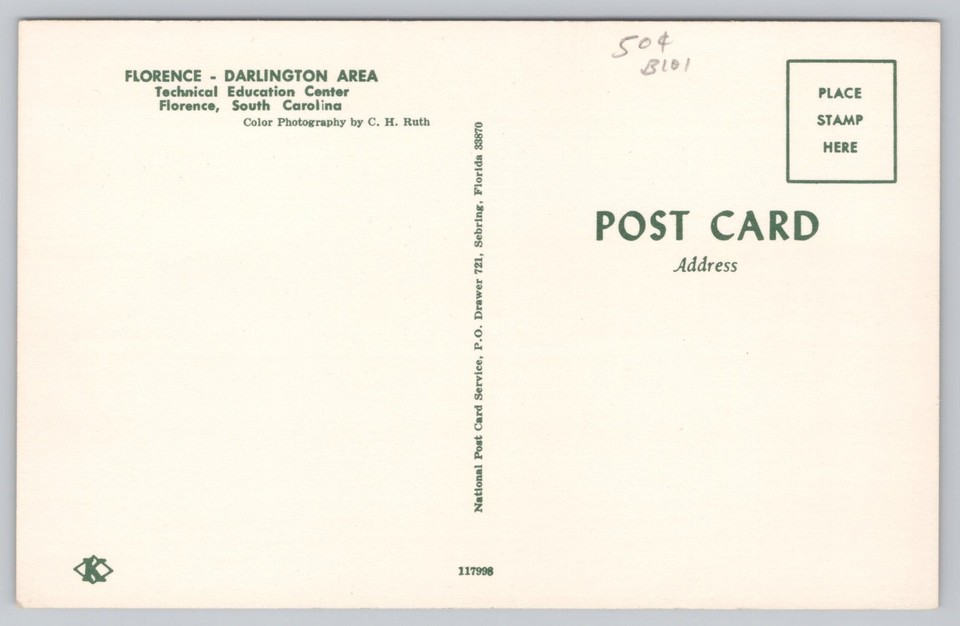 FLORENCE - DARLINGTON AREA
Technical Education Center
Florence, South Carolina
Color Photography by C. H. Ruth
National Post Card Service, P.O. Drawer 721, Sebring, Florida 33870
50¢
B101
PLACE
STAMP
HERE
POST CARD
Address
K
117998